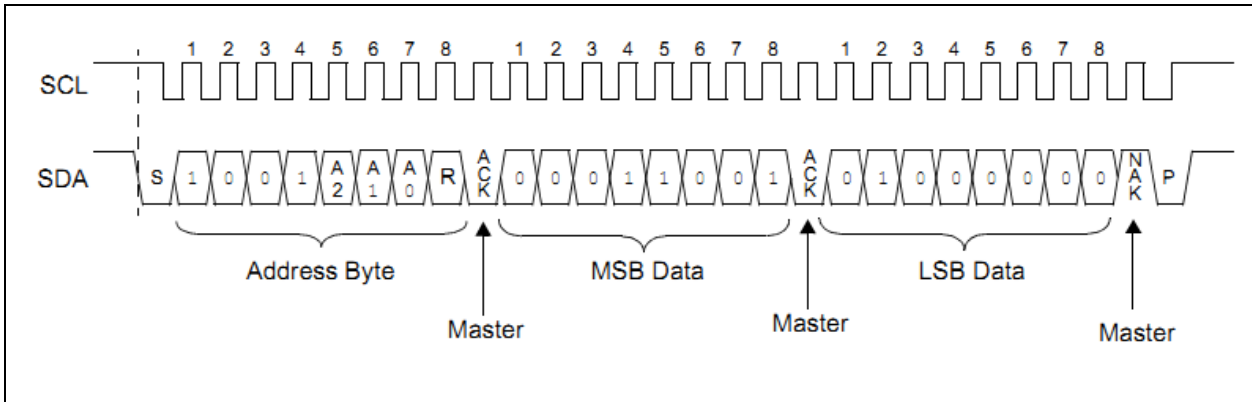 1 2 3 4 5 6 7 8 1 2 3 4 5 6 7 8 1 2 3 4 5 6 7 8
SCL
SDA S 1 0 0 1 A2 A1 A0 R ACK 0 0 0 1 1 0 0 1 ACK 0 1 0 0 0 0 0 0 NAK P
Address Byte MSB Data LSB Data
Master Master Master